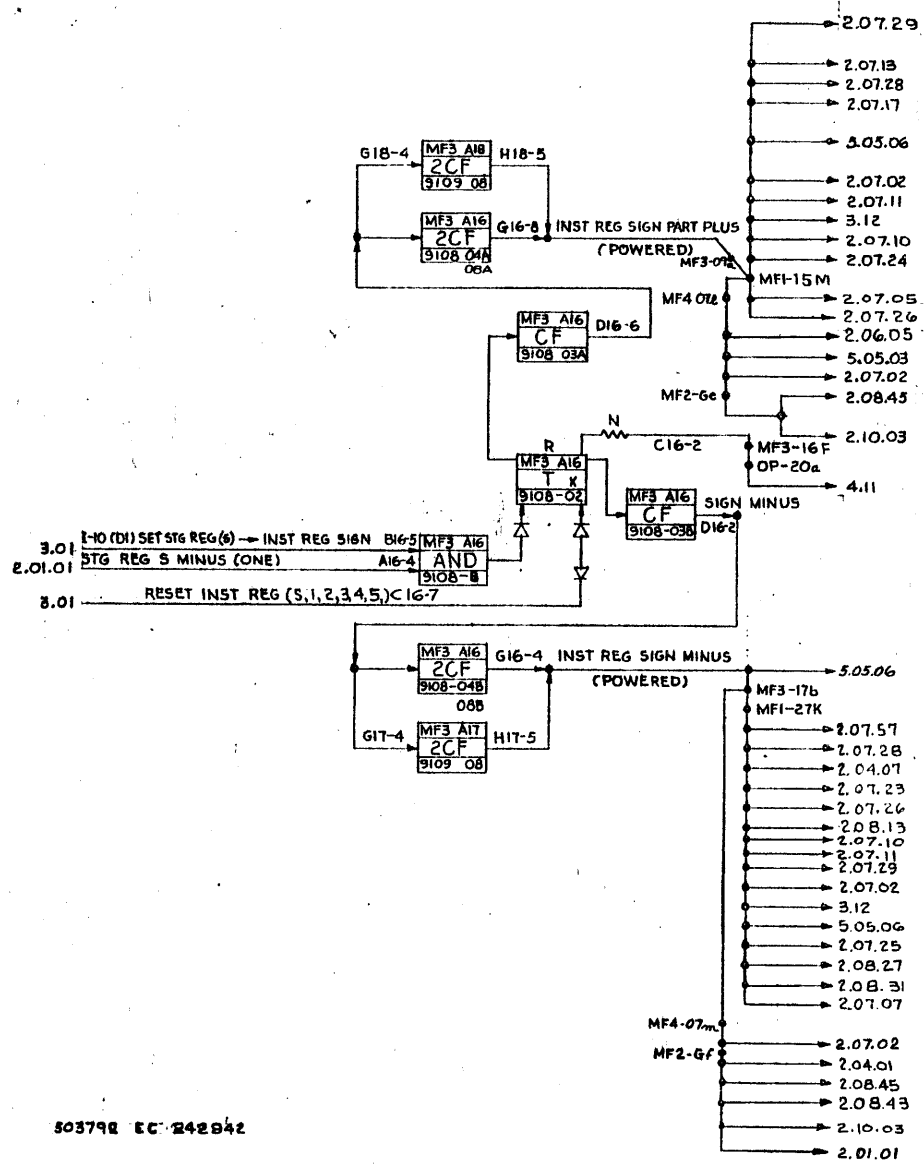 2.07.29
2.07.13
2.07.28
2.07.17
5.05.06
2.07.02
2.07.11
3.12
2.07.10
2.07.24
MF1-15M
2.07.05
2.07.26
2.06.05
5.05.03
2.07.02
2.08.45
2.10.03
MF2-Ge
G18-4
MF3 A18
2CF
9109 08
H18-5
MF3 A16
2CF
9108 04A
08A
G16-8
INST REG SIGN PART PLUS
(POWERED)
MF3 A16
CF
9108 03A
D16-6
N
C16-2
MF3-16F
OP-20a
4.11
R
MF3 A16
T K
9108-02
MF3 A16
CF
9108-03B
SIGN MINUS
D16-2
3.01
SET STG REG (S) → INST REG SIGN B16-5
2.01.01
STG REG S MINUS (ONE) A16-4
MF3 A16
AND
3.01
RESET INST REG (S,1,2,3,4,5,) C16-7
MF3 A16
2CF
9108-04B
08B
G16-4
INST REG SIGN MINUS
(POWERED)
5.05.06
G17-4
MF3 A17
2CF
9109 08
H17-5
MF3-17b
MF1-27K
2.07.57
2.07.28
2.04.07
2.07.23
2.07.26
2.08.13
2.07.10
2.07.11
2.07.29
2.07.02
3.12
5.05.06
2.07.25
2.08.27
2.08.31
2.07.07
MF4-07m
2.07.02
MF2-Gf
2.04.01
2.08.45
2.08.43
2.10.03
2.01.01